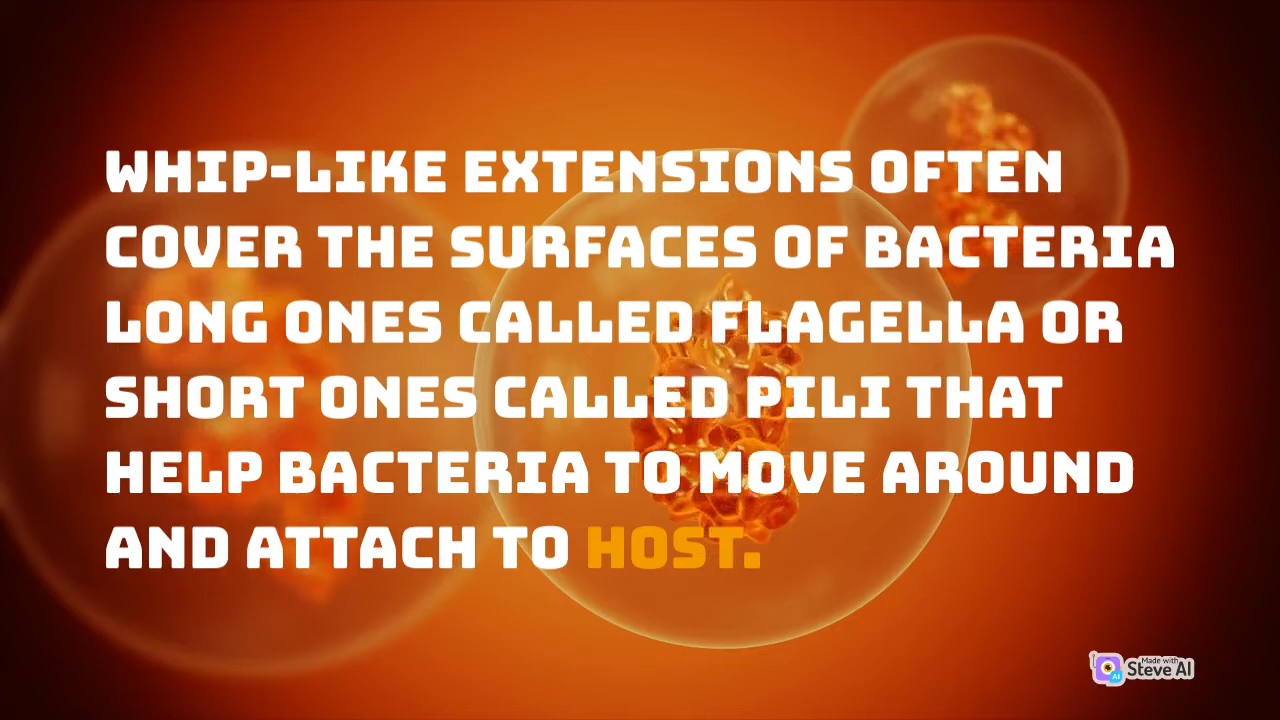 WHIP-LIKE EXTENSIONS OFTEN
COVER THE SURFACES OF BACTERIA
LONG ONES CALLED FLAGELLA OR
SHORT ONES CALLED PILI THAT
HELP BACTERIA TO MOVE AROUND
AND ATTACH TO HOST.
Made with
Steve AI
AI